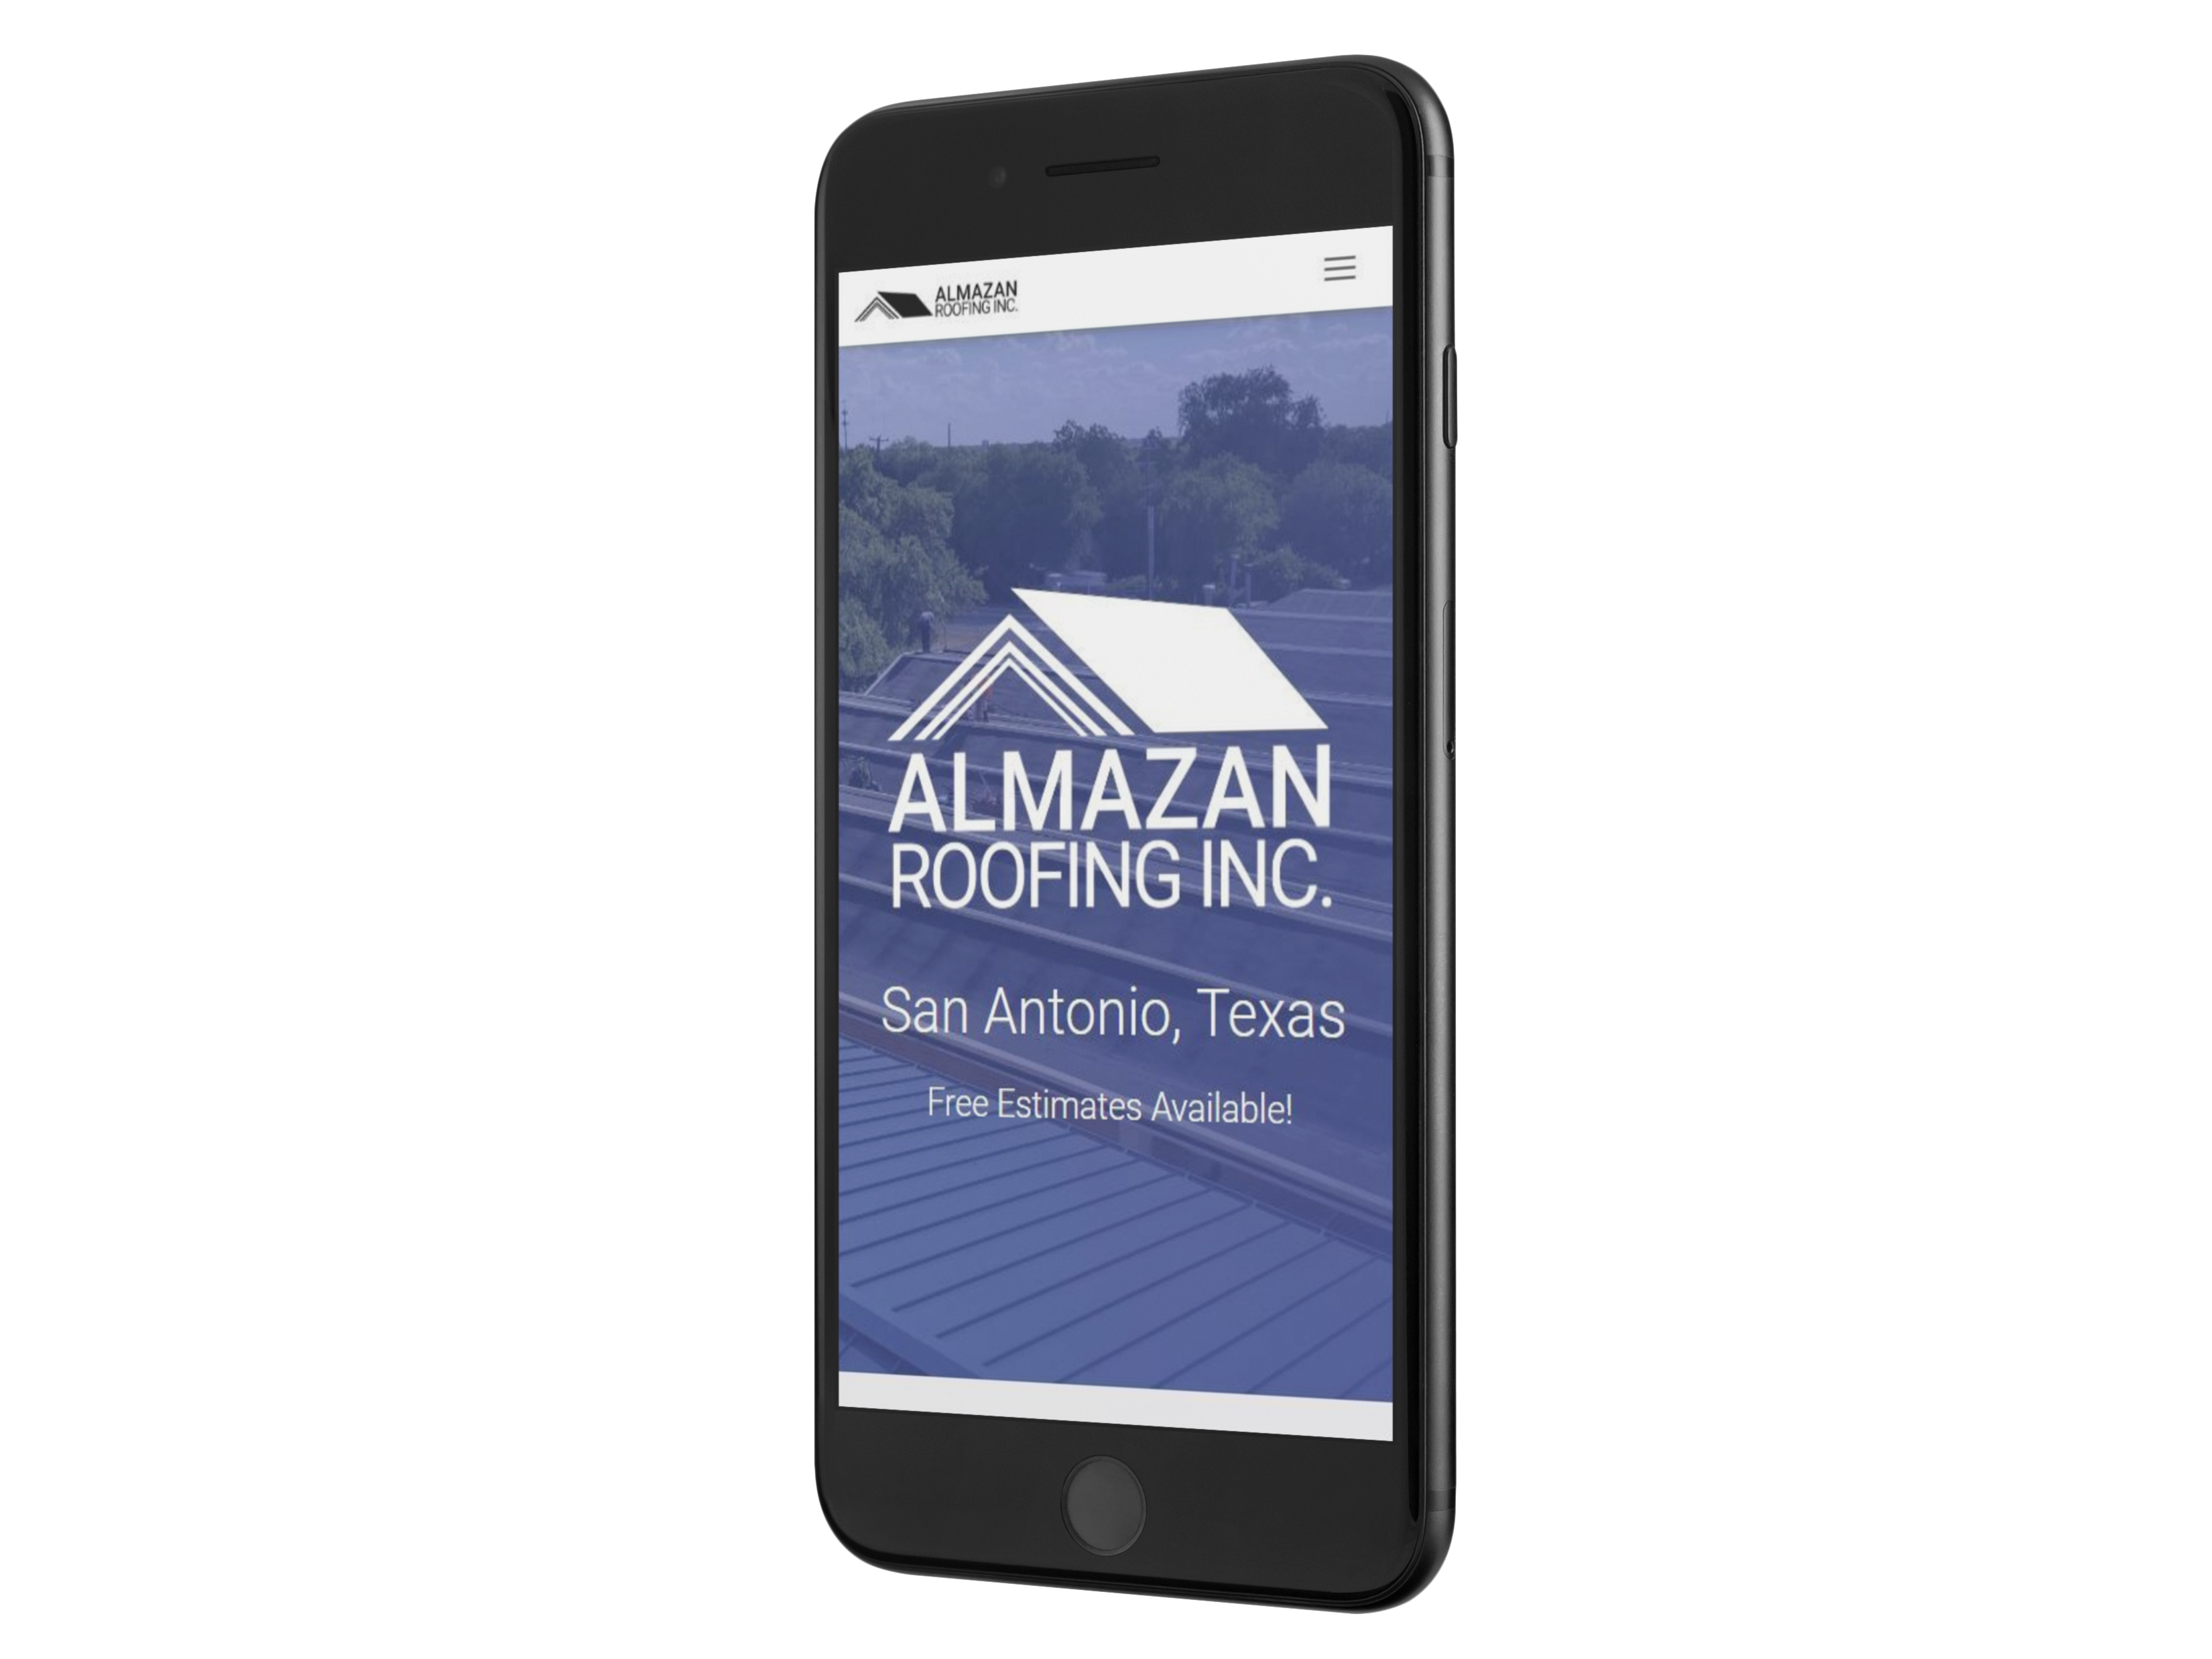 ALMAZAN
ROOFING INC.
ALMAZAN
ROOFING INC.
San Antonio, Texas
Free Estimates Available!